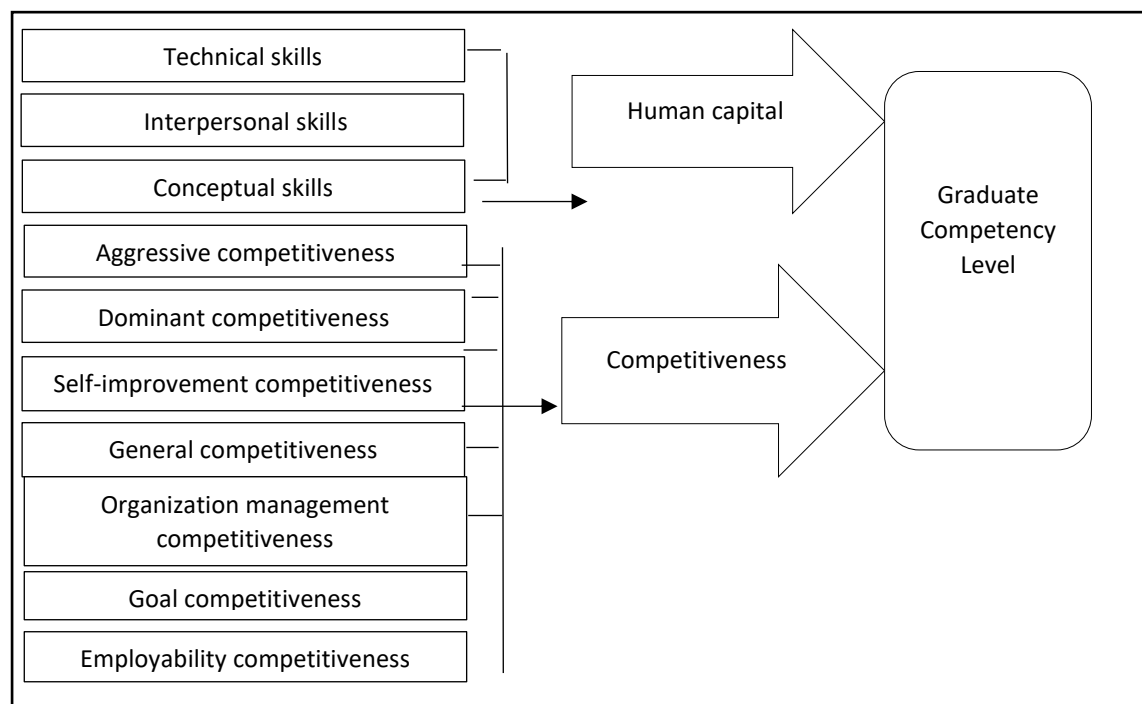 Technical skills
Interpersonal skills
Conceptual skills
Aggressive competitiveness
Dominant competitiveness
Self-improvement competitiveness
General competitiveness
Organization management
competitiveness
Goal competitiveness
Employability competitiveness
Human capital
Competitiveness
Graduate
Competency
Level